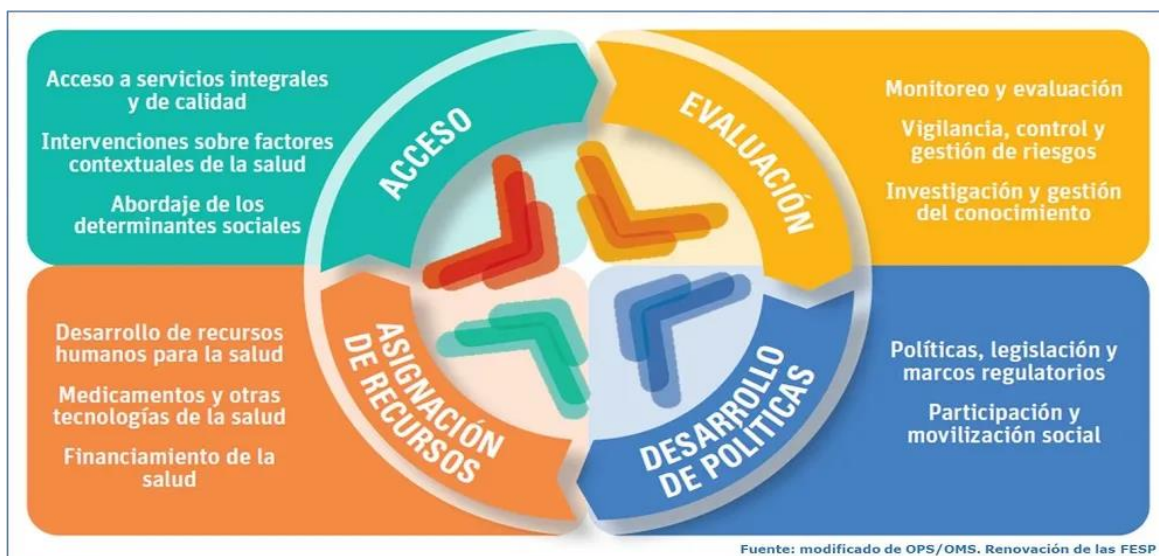 Acceso a servicios integrales
y de calidad
Intervenciones sobre factores
contextuales de la salud
Abordaje de los
determinantes sociales
ACCESO
EVALUACIÓN
Monitoreo y evaluación
Vigilancia, control y
gestión de riesgos
Investigación y gestión
del conocimiento
Desarrollo de recursos
humanos para la salud
Medicamentos y otras
tecnologías de la salud
Financiamiento de la
salud
ASIGNACIÓN
DE RECURSOS
DESARROLLO
DE POLÍTICAS
Políticas, legislación y
marcos regulatorios
Participación y
movilización social
Fuente: modificado de OPS/OMS. Renovación de las FESP